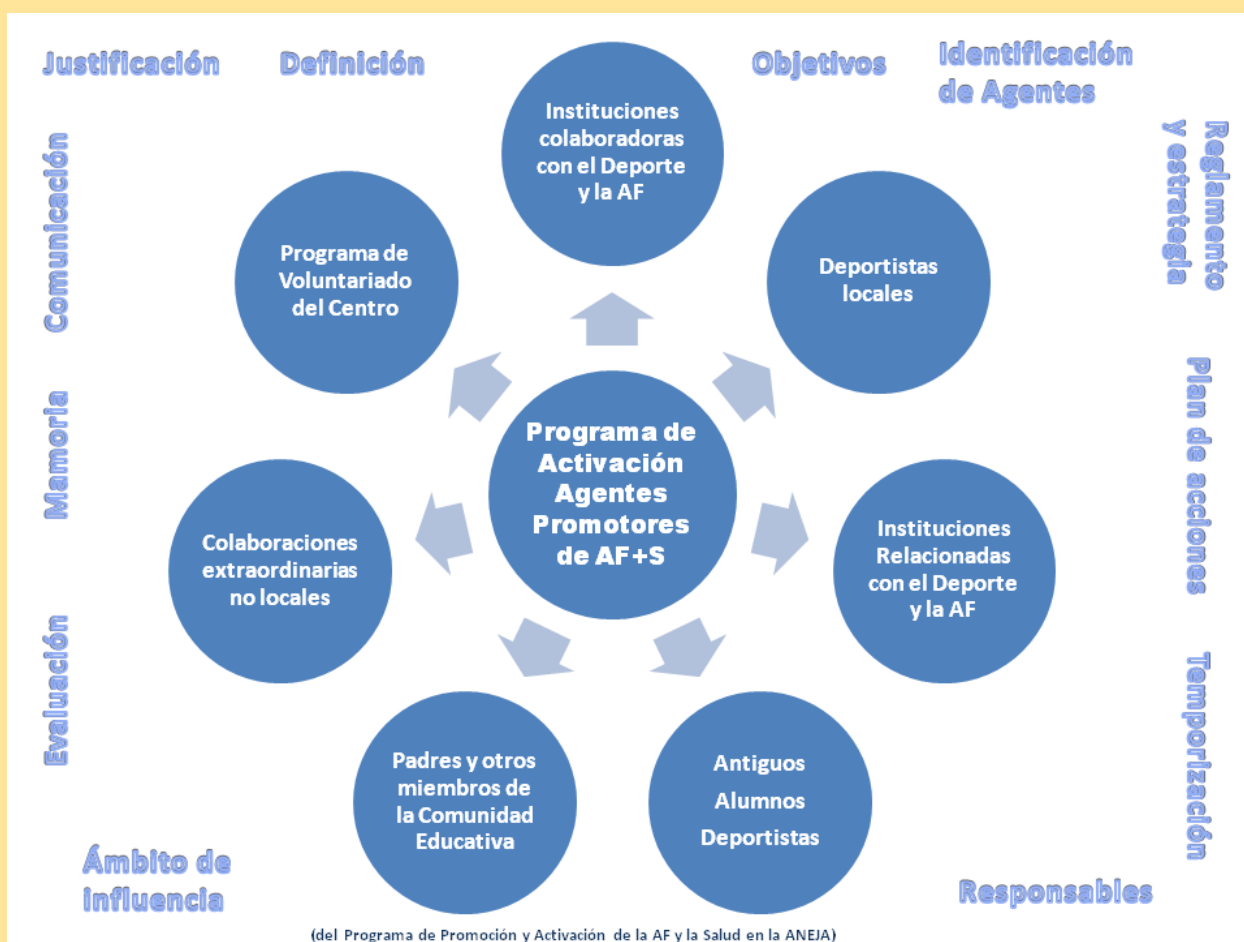 Justificación
Definición
Objetivos
Identificación
de Agentes
Reglamento
y estrategia
Plan de acciones
Temporización
Responsables
Ámbito de
influencia
Evaluación
Mamoria
Comunicación
Instituciones
colaboradoras
con el Deporte
y la AF
Deportistas
locales
Instituciones
Relacionadas
con el Deporte
y la AF
Antiguos
Alumnos
Deportistas
Padres y otros
miembros de
la Comunidad
Educativa
Colaboraciones
extraordinarias
no locales
Programa de
Voluntariado
del Centro
Programa de
Activación
Agentes
Promotores
de AF+S
(del Programa de Promoción y Activación de la AF y la Salud en la ANEJA)